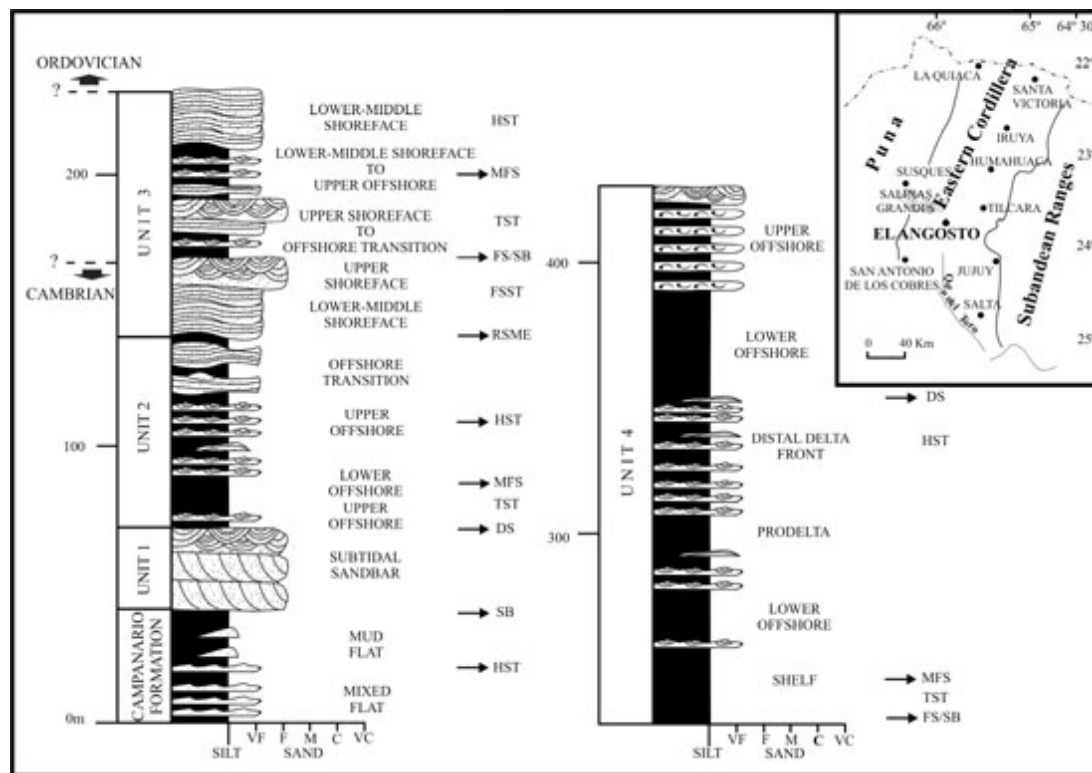 ORDOVICIAN
?
?
CAMBRIAN
200
100
0m
UNIT 3
UNIT 2
UNIT 1
CAMPANARIO
FORMATION
LOWER-MIDDLE
SHOREFACE
HST
LOWER-MIDDLE SHOREFACE
TO
UPPER OFFSHORE
MFS
UPPER SHOREFACE
TO
OFFSHORE TRANSITION
TST
FS/SB
UPPER
SHOREFACE
FSST
LOWER-MIDDLE
SHOREFACE
RSME
OFFSHORE
TRANSITION
UPPER
OFFSHORE
HST
LOWER
OFFSHORE
MFS
UPPER
OFFSHORE
TST
DS
SUBTIDAL
SANDBAR
SB
MUD
FLAT
HST
MIXED
FLAT
SILT
VF F M C VC
SAND
400
300
UNIT 4
UPPER
OFFSHORE
LOWER
OFFSHORE
DS
DISTAL DELTA
FRONT
HST
PRODELTA
LOWER
OFFSHORE
SHELF
MFS
TST
FS/SB
SILT
VF F M C VC
SAND
66°
65°
64° 30
22°
23°
24°
25°
LA QUIACA
SANTA
VICTORIA
IRUYA
HUMAHUACA
SUSQUES
SALINAS
GRANDES
TILCARA
EL ANGOSTO
SAN ANTONIO
DE LOS COBRES
JUJUY
SALTA
Puna
Eastern Cordillera
Subandean Ranges
0 40 Km